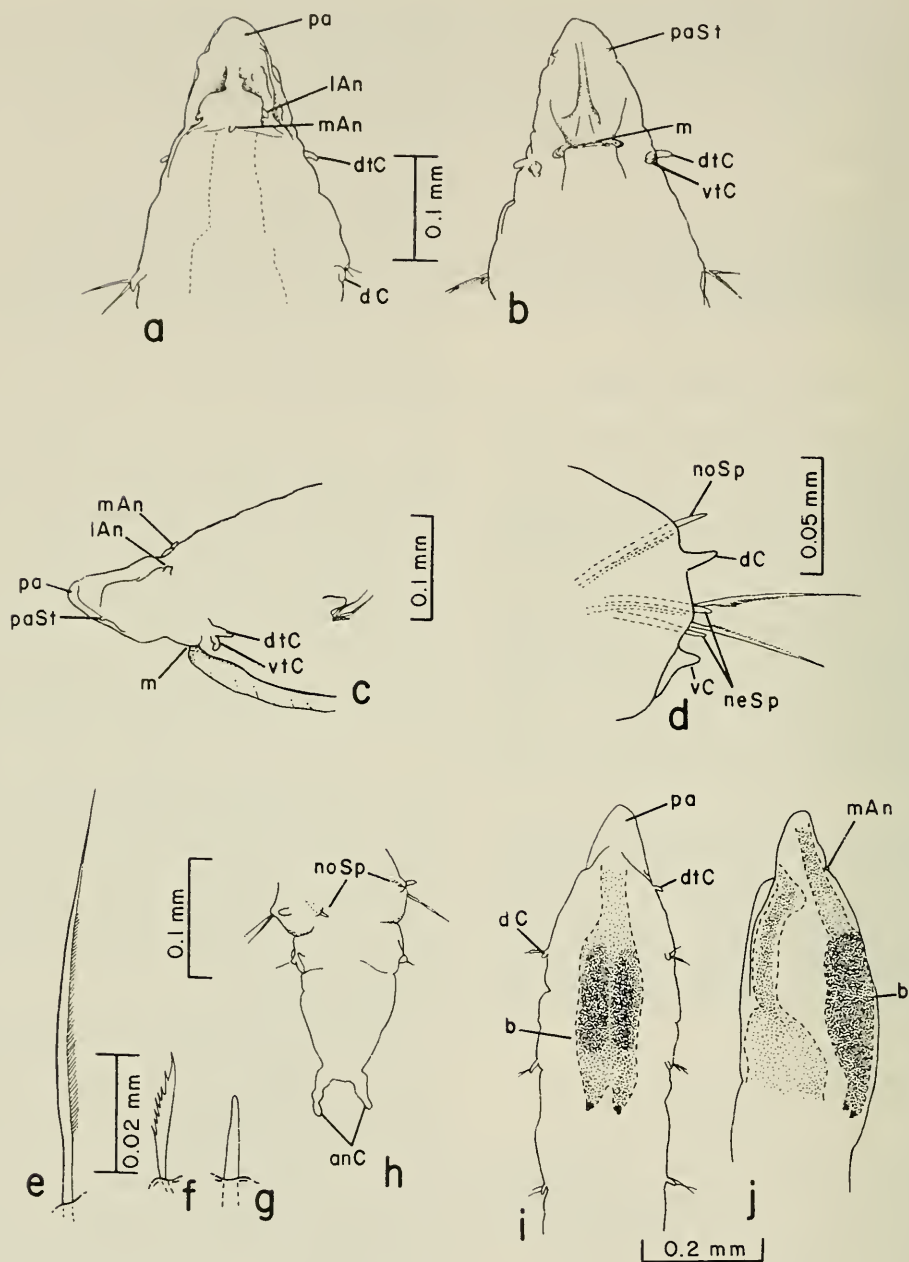 pa
lAn
mAn
dtC
0.1 mm
dC
a
paSt
m
dtC
vtC
b
mAn
lAn
pa
paSt
m
dtC
vtC
0.1 mm
c
noSp
dC
0.05 mm
neSp
vC
d
e
0.02 mm
f
g
0.1 mm
noSp
anC
h
pa
dtC
dC
b
i
mAn
b
j
0.2 mm